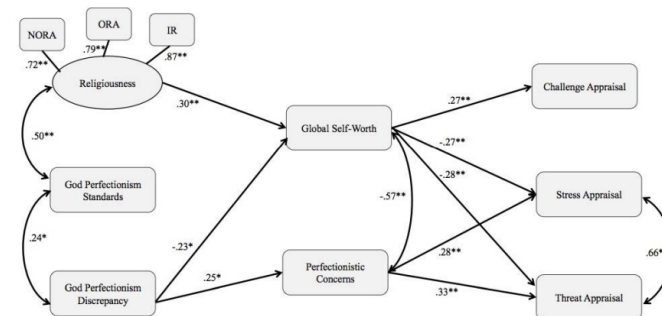 ORA
NORA
IR
.72**
.79**
.87**
Religiousness
.30**
.27**
Challenge Appraisal
Global Self-Worth
.50**
-.27**
-.28**
God Perfectionism
Standards
-.57**
Stress Appraisal
.24*
-.23*
.28**
.66*
.25*
Perfectionistic
Concerns
God Perfectionism
Discrepancy
.33**
Threat Appraisal